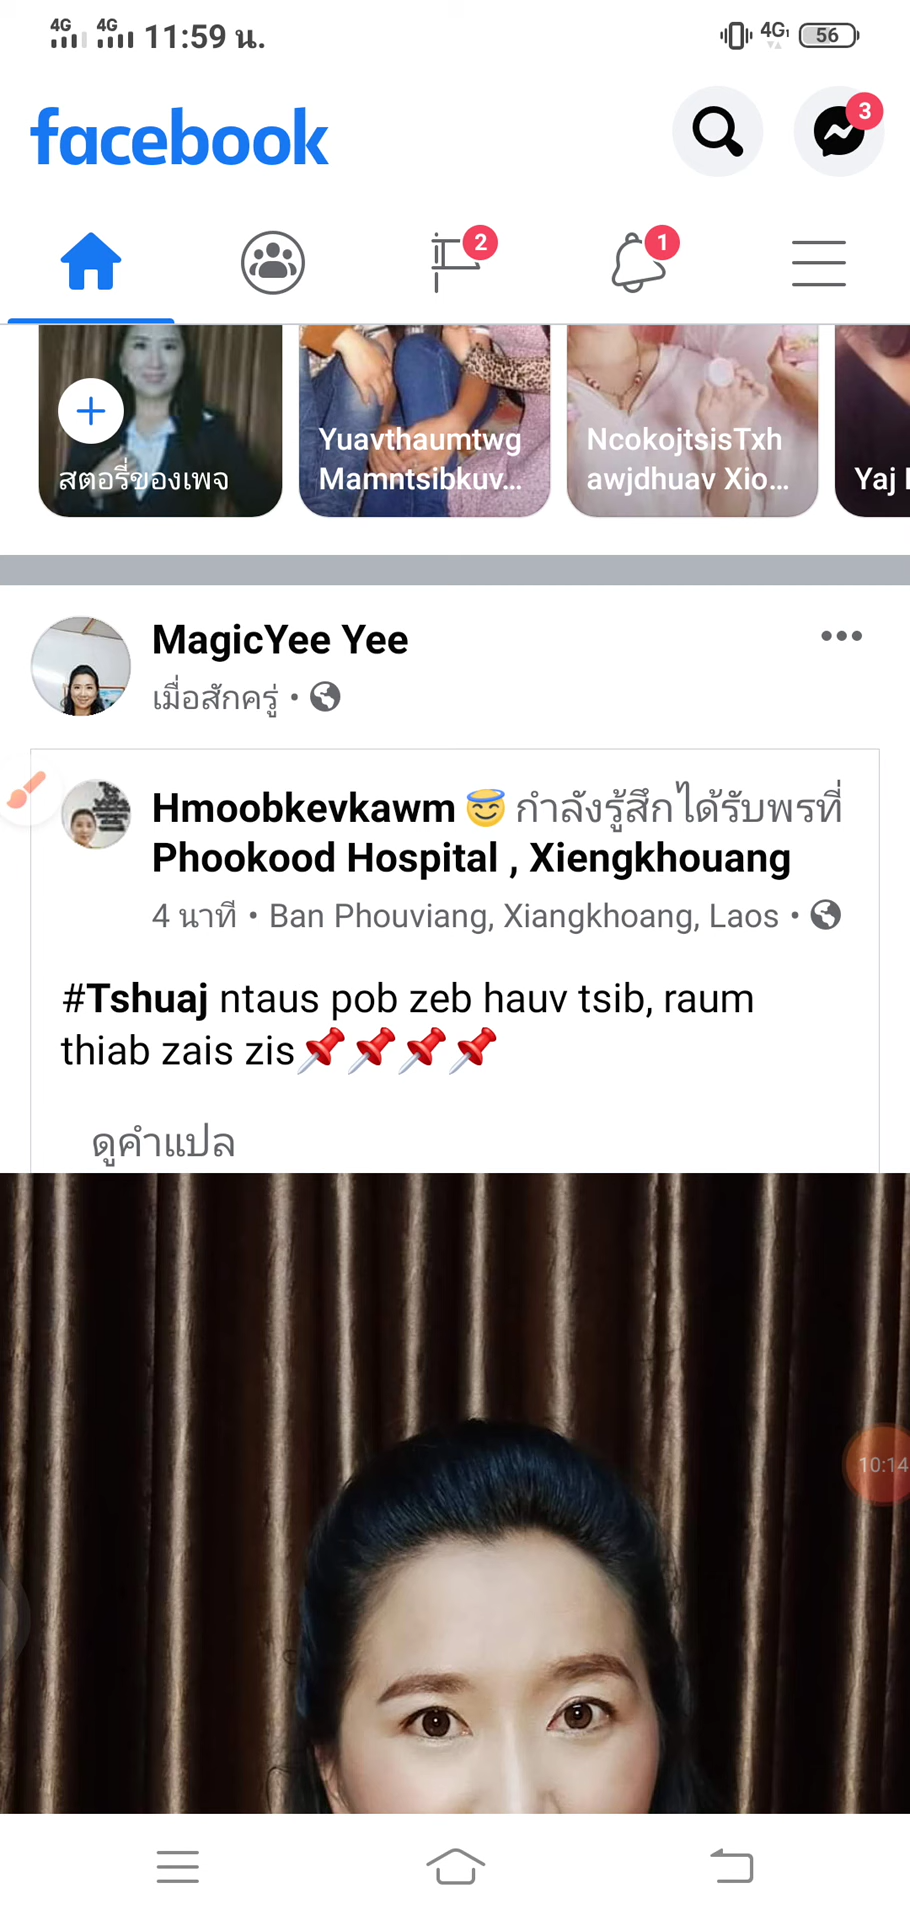 4G 4G 11:59 น. 4G 56
facebook
3
2
1
สตอรี่ของเพจ
Yuavthaumtwg
Mamntsibkuv...
NcokojtsisTxh
awjdhuav Xio...
Yaj
MagicYee Yee
เมื่อสักครู่ •
Hmoobkevkawm 😇 กำลังรู้สึกได้รับพรที่
Phookood Hospital , Xiengkhouang
4 นาที • Ban Phouviang, Xiangkhoang, Laos •
#Tshuaj ntaus pob zeb hauv tsib, raum
thiab zais zis📌📌📌📌
ดูคำแปล
10:14